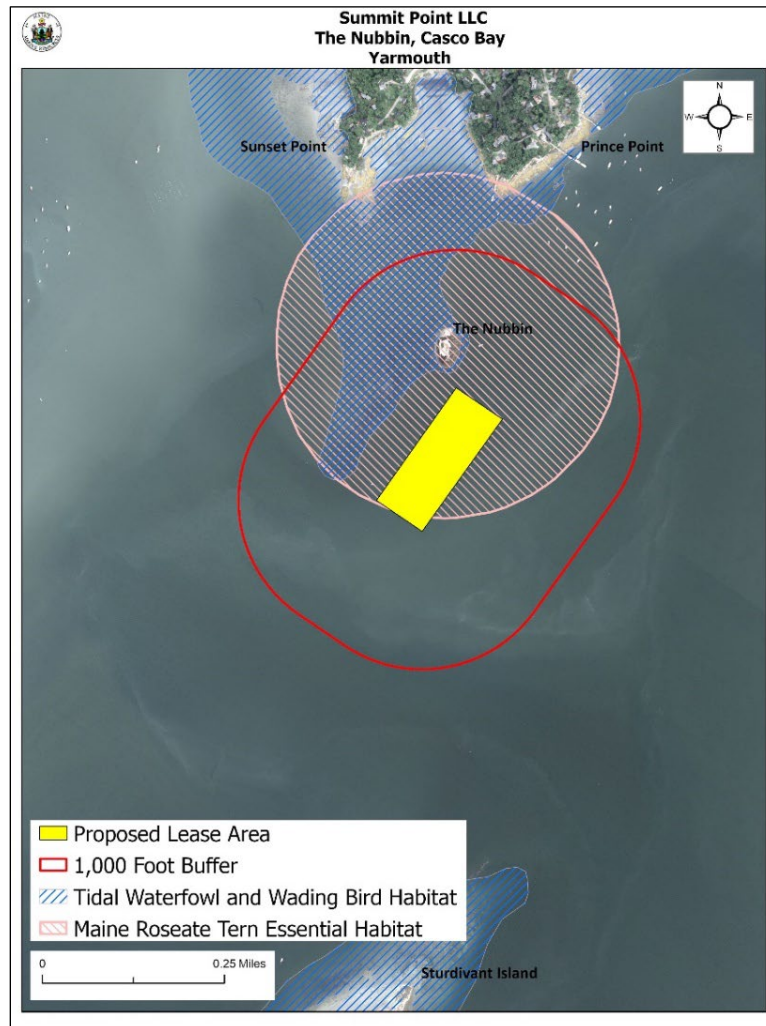 Summit Point LLC
The Nubbin, Casco Bay
Yarmouth
N
W E
S
Sunset Point
Prince Point
The Nubbin
Proposed Lease Area
1,000 Foot Buffer
Tidal Waterfowl and Wading Bird Habitat
Maine Roseate Tern Essential Habitat
0 0.25 Miles
Sturdivant Island